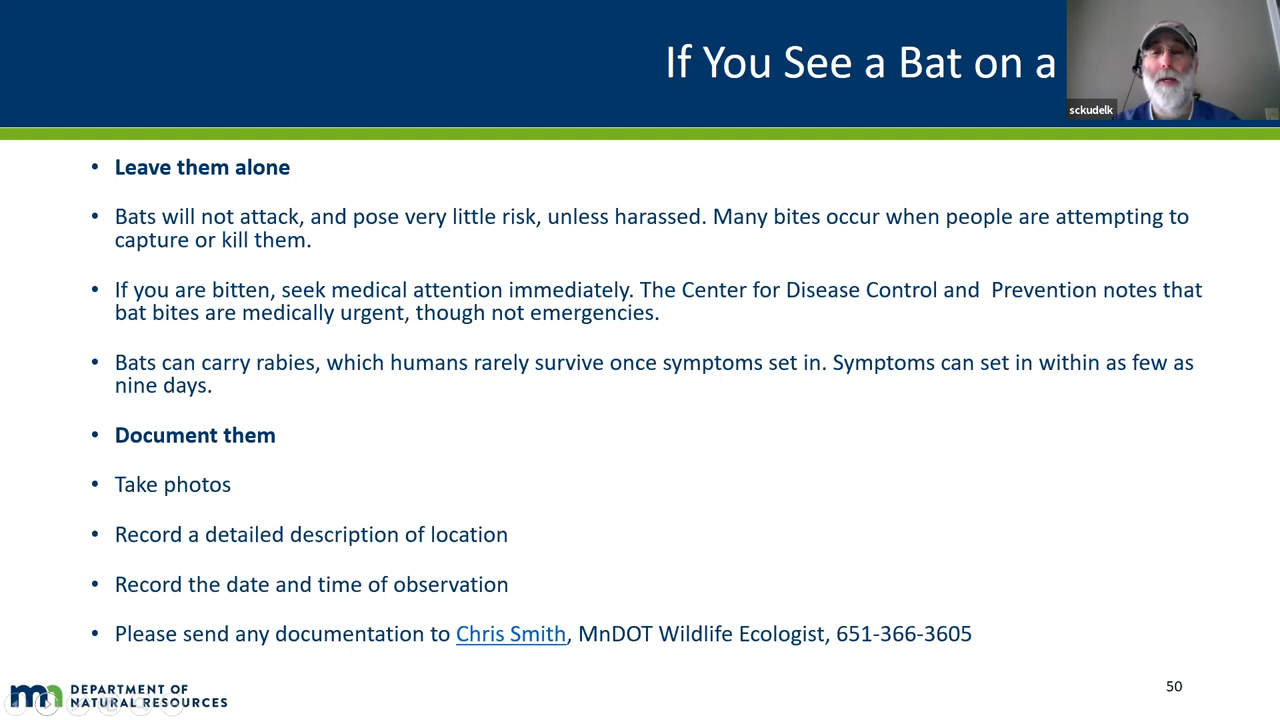 If You See a Bat on a
sckudelk
• Leave them alone
• Bats will not attack, and pose very little risk, unless harassed. Many bites occur when people are attempting to
capture or kill them.
• If you are bitten, seek medical attention immediately. The Center for Disease Control and  Prevention notes that
bat bites are medically urgent, though not emergencies.
• Bats can carry rabies, which humans rarely survive once symptoms set in. Symptoms can set in within as few as
nine days.
• Document them
• Take photos
• Record a detailed description of location
• Record the date and time of observation
• Please send any documentation to Chris Smith, MnDOT Wildlife Ecologist, 651-366-3605
mn DEPARTMENT OF
NATURAL RESOURCES
50